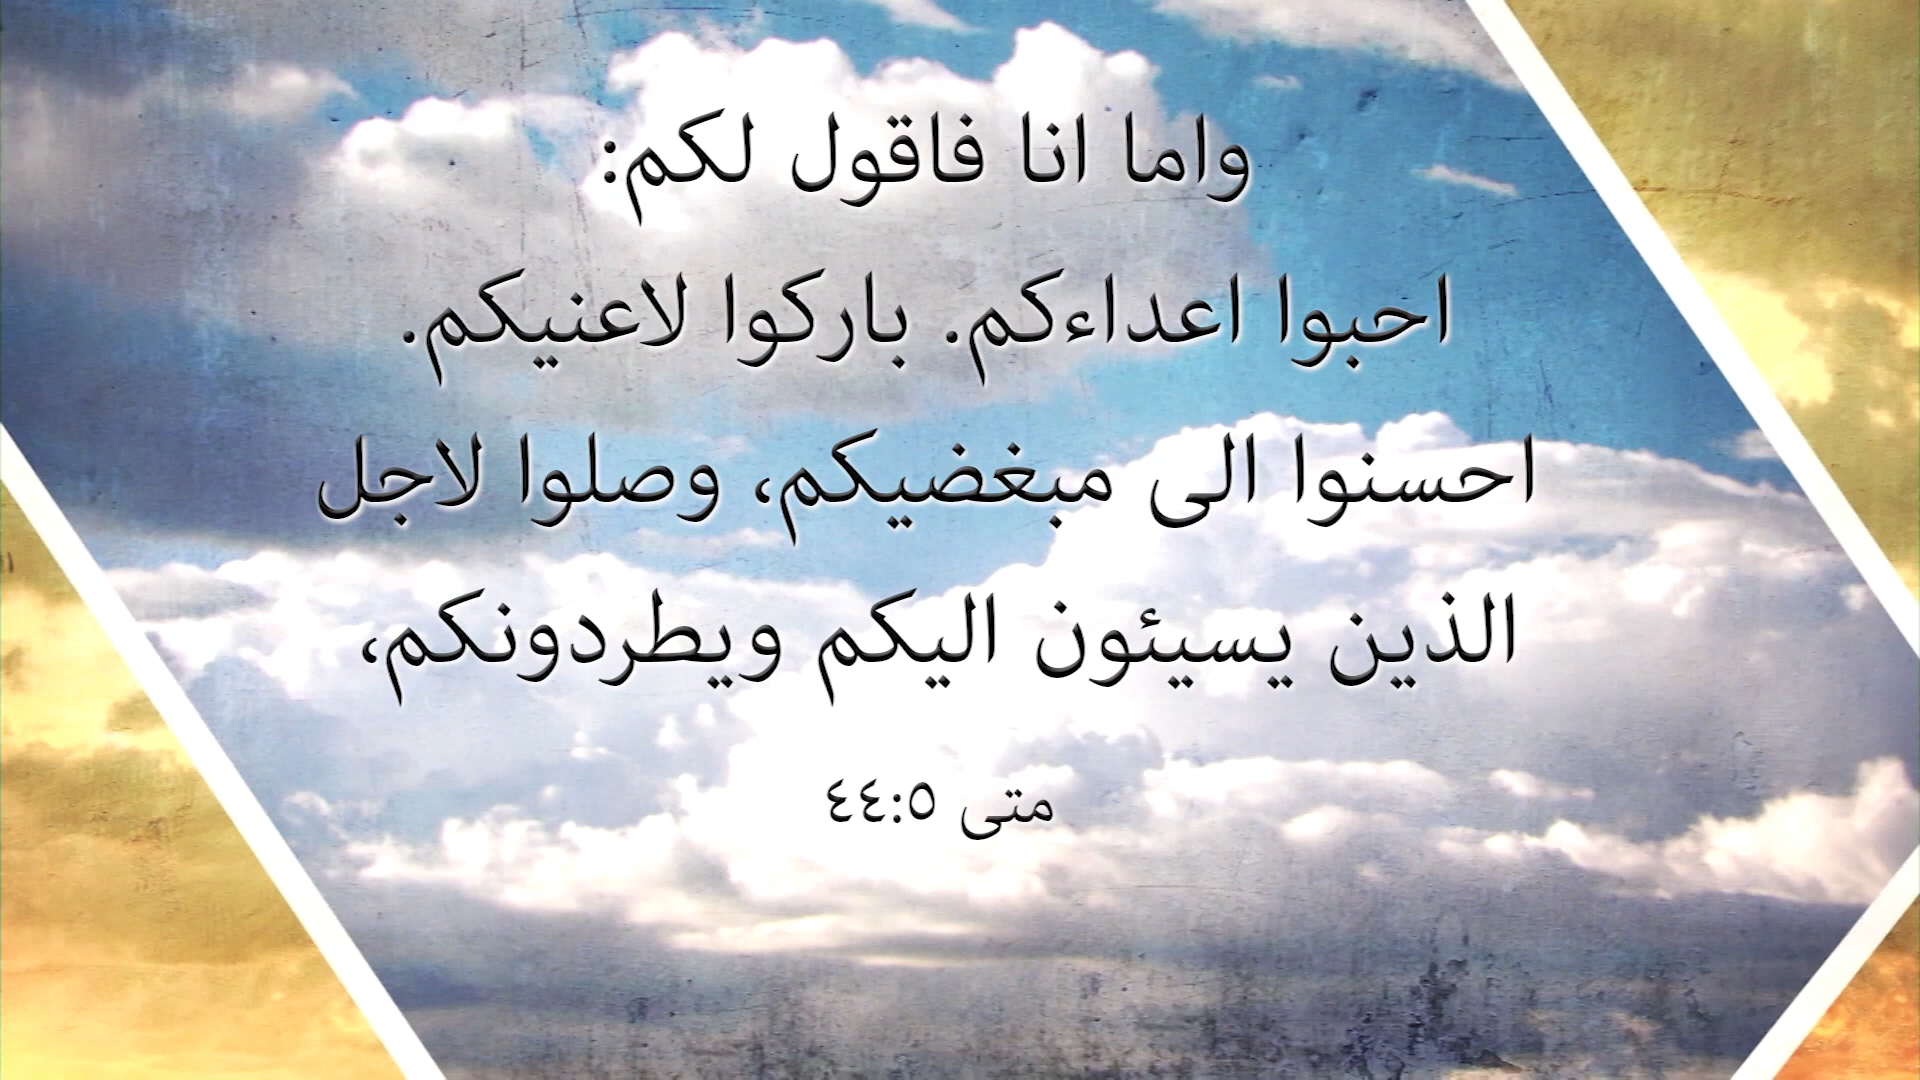 واما انا فاقول لكم:
احبوا اعداءكم. باركوا لاعنيكم.
احسنوا الى مبغضيكم، وصلوا لاجل
الذين يسيئون اليكم ويطردونكم،
متى ٤٤:٥